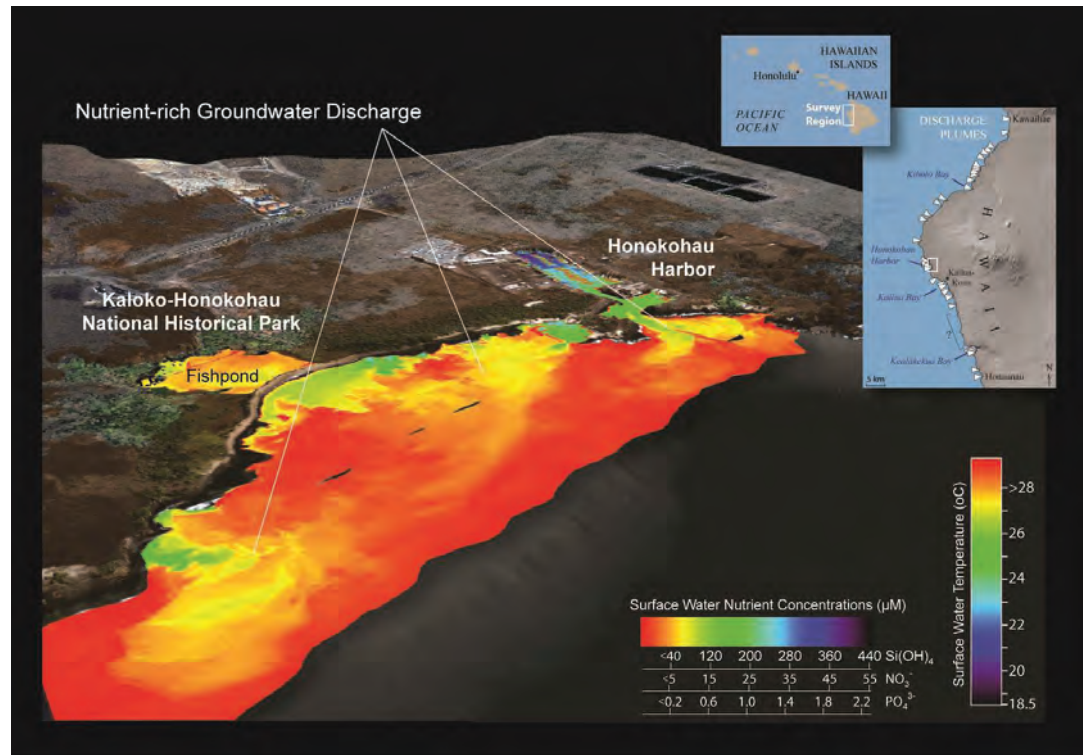 HAWAIIAN
ISLANDS
Honolulu
HAWAII
PACIFIC
OCEAN
Survey
Region
Nutrient-rich Groundwater Discharge
DISCHARGE
PLUMES
Kawaihae
Kiholo Bay
HAWAII
Honokohau
Harbor
Kailua-
Kona
Kailua Bay
?
Kealakekua Bay
Honaunau
5 km
N
Honokohau
Harbor
Kaloko-Honokohau
National Historical Park
Fishpond
Surface Water Temperature (oC)
>28
26
24
22
20
18.5
Surface Water Nutrient Concentrations (µM)
<40 120 200 280 360 440 Si(OH)₄
<5 15 25 35 45 55 NO₃⁻
<0.2 0.6 1.0 1.4 1.8 2.2 PO₄³⁻